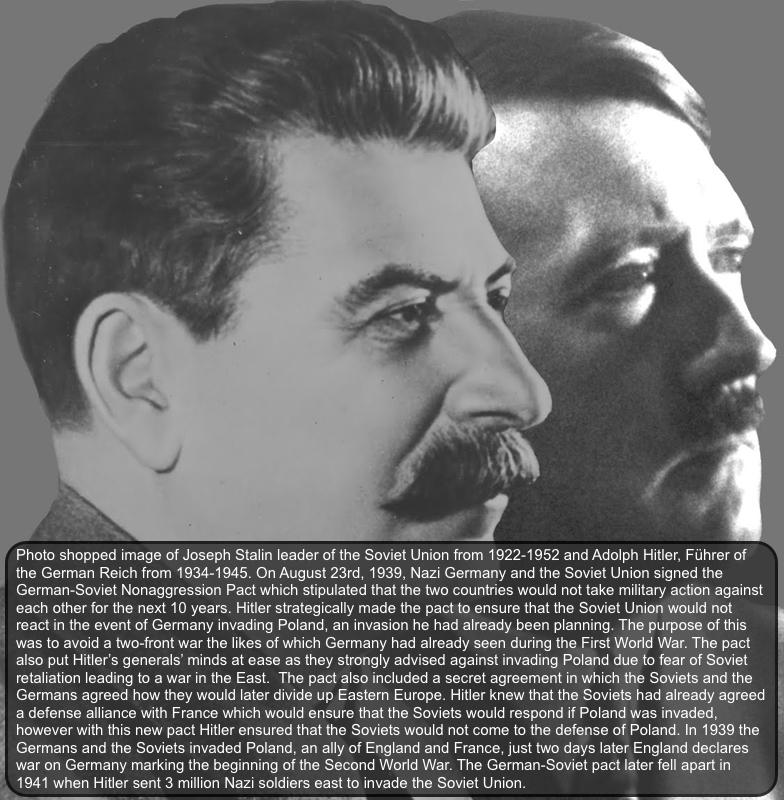 Photo shopped image of Joseph Stalin leader of the Soviet Union from 1922-1952 and Adolph Hitler, Führer of
the German Reich from 1934-1945. On August 23rd, 1939, Nazi Germany and the Soviet Union signed the
German-Soviet Nonaggression Pact which stipulated that the two countries would not take military action against
each other for the next 10 years. Hitler strategically made the pact to ensure that the Soviet Union would not
react in the event of Germany invading Poland, an invasion he had already been planning. The purpose of this
was to avoid a two-front war the likes of which Germany had already seen during the First World War. The pact
also put Hitler's generals' minds at ease as they strongly advised against invading Poland due to fear of Soviet
retaliation leading to a war in the East.  The pact also included a secret agreement in which the Soviets and the
Germans agreed how they would later divide up Eastern Europe. Hitler knew that the Soviets had already agreed
a defense alliance with France which would ensure that the Soviets would respond if Poland was invaded,
however with this new pact Hitler ensured that the Soviets would not come to the defense of Poland. In 1939 the
Germans and the Soviets invaded Poland, an ally of England and France, just two days later England declares
war on Germany marking the beginning of the Second World War. The German-Soviet pact later fell apart in
1941 when Hitler sent 3 million Nazi soldiers east to invade the Soviet Union.